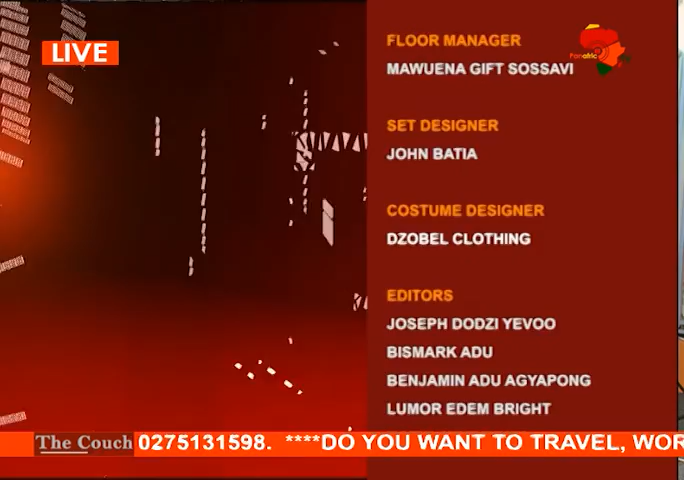 LIVE
FLOOR MANAGER
MAWUENA GIFT SOSSAVI
SET DESIGNER
JOHN BATIA
COSTUME DESIGNER
DZOBEL CLOTHING
EDITORS
JOSEPH DODZI YEVOO
BISMARK ADU
BENJAMIN ADU AGYAPONG
LUMOR EDEM BRIGHT
The Couch 0275131598. ****DO YOU WANT TO TRAVEL, WOR